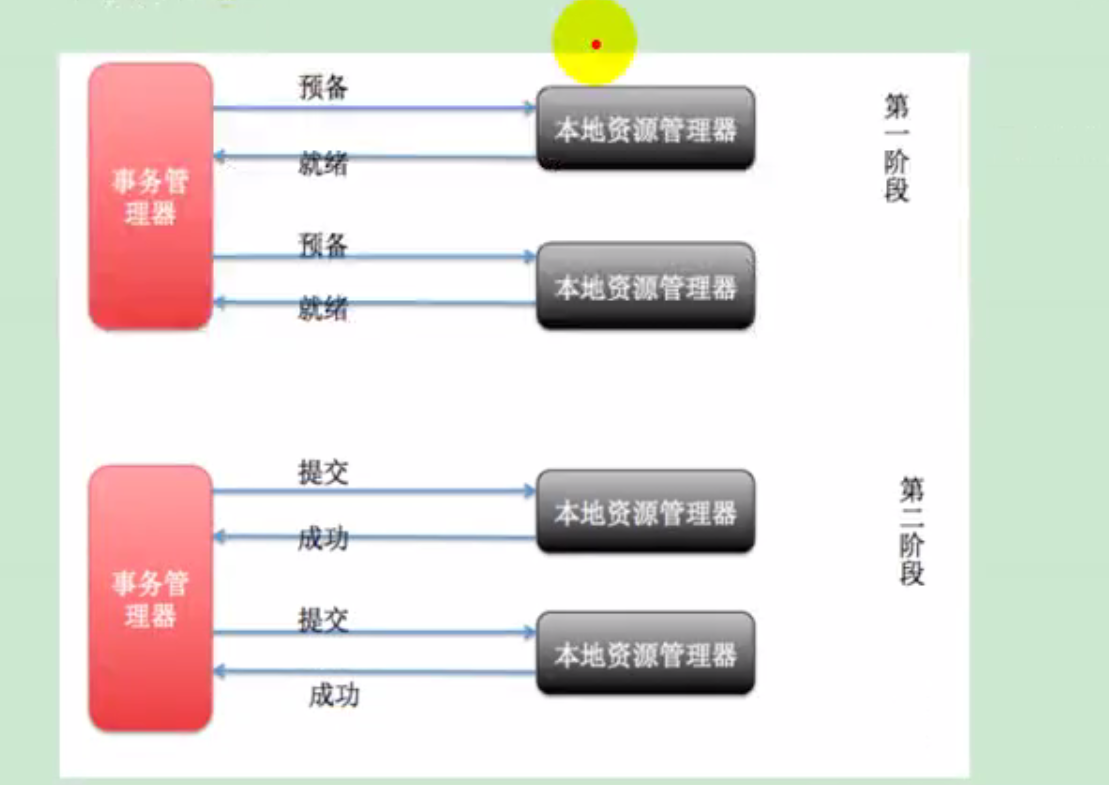 预备
本地资源管理器
第一阶段
就绪
事务管
理器
预备
本地资源管理器
就绪
提交
本地资源管理器
第二阶段
成功
事务管
理器
提交
本地资源管理器
成功